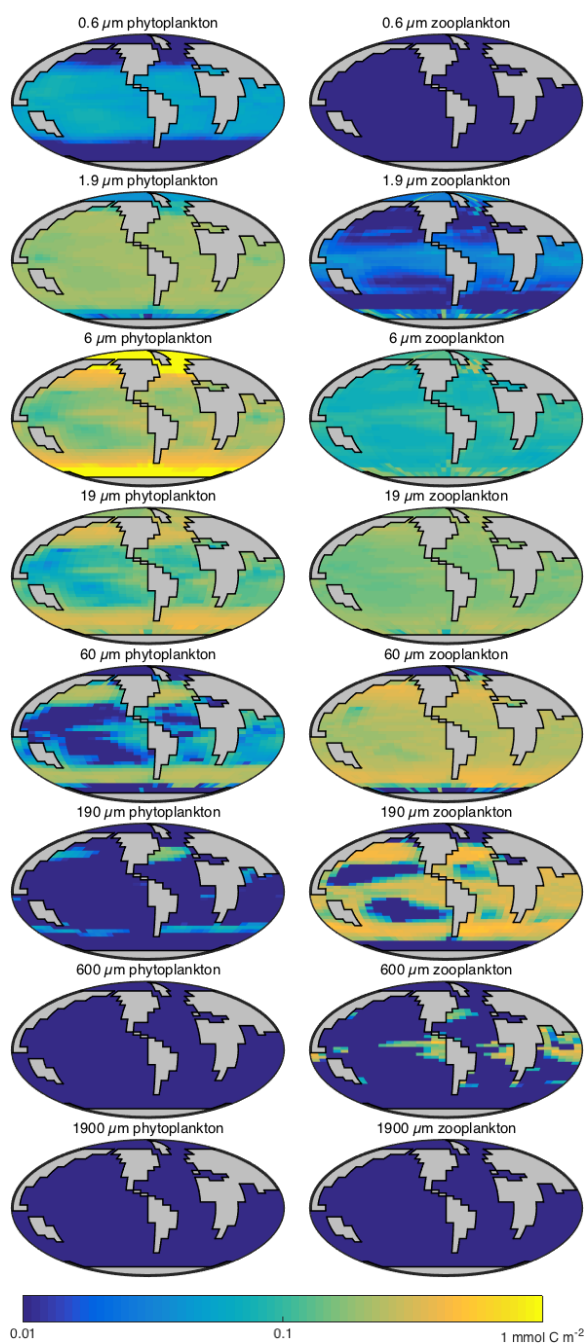 0.6 μm phytoplankton 0.6 μm zooplankton
1.9 μm phytoplankton 1.9 μm zooplankton
6 μm phytoplankton 6 μm zooplankton
19 μm phytoplankton 19 μm zooplankton
60 μm phytoplankton 60 μm zooplankton
190 μm phytoplankton 190 μm zooplankton
600 μm phytoplankton 600 μm zooplankton
1900 μm phytoplankton 1900 μm zooplankton
0.01 0.1 1 mmol C m⁻²